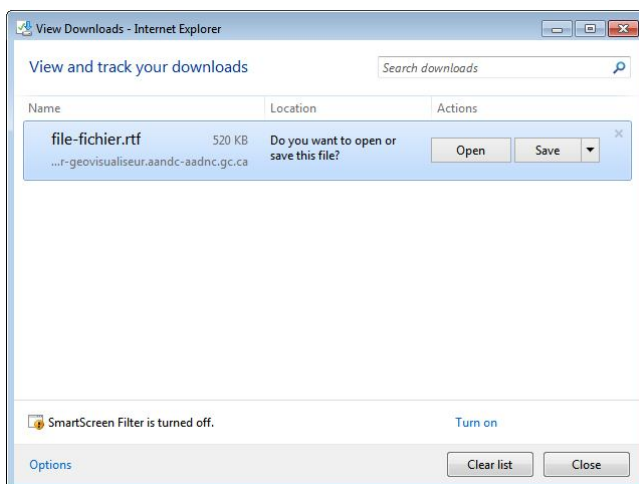 View Downloads - Internet Explorer
View and track your downloads
Search downloads
Name Location Actions
file-fichier.rtf 520 KB Do you want to open or save this file? Open Save
...r-geovisualiseur.aandc-aadnc.gc.ca
SmartScreen Filter is turned off. Turn on
Options Clear list Close